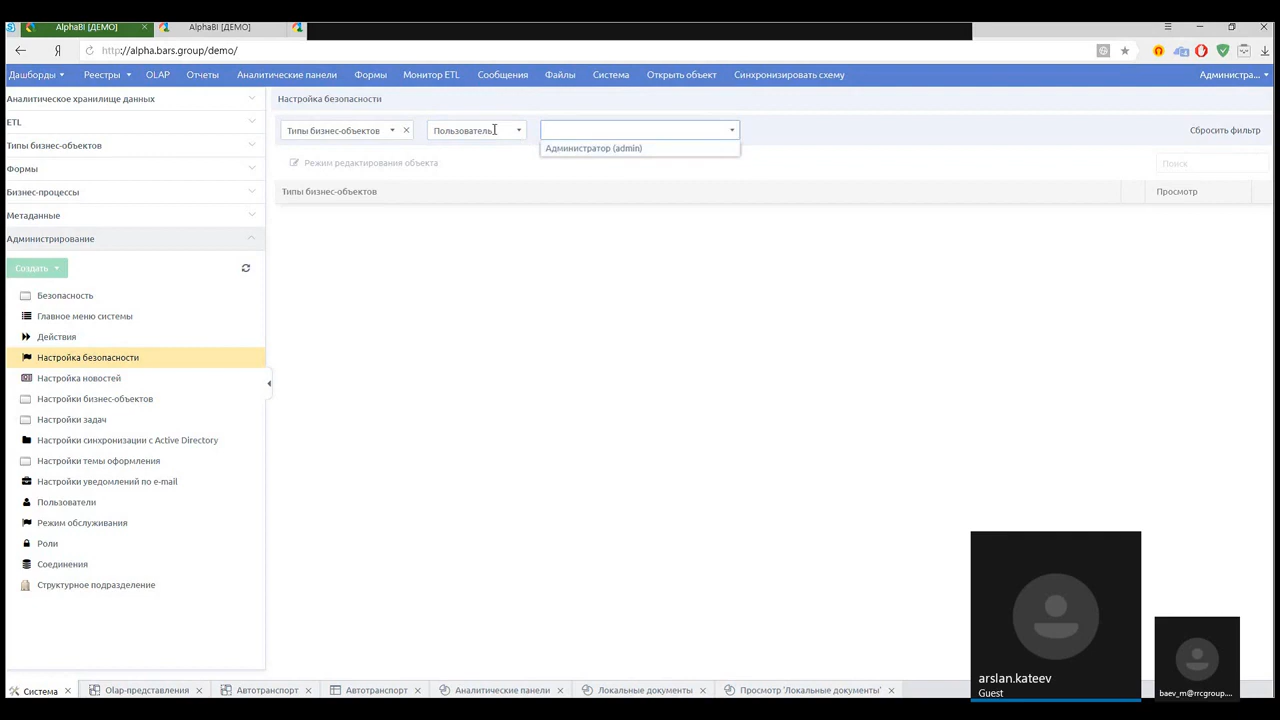 AlphaBI [ДЕМО]
AlphaBI [ДЕМО]
http://alpha.bars.group/demo/
Дашборды
Реестры
OLAP
Отчеты
Аналитические панели
Формы
Монитор ETL
Сообщения
Файлы
Система
Открыть объект
Синхронизировать схему
Администра...
Аналитическое хранилище данных
ETL
Типы бизнес-объектов
Формы
Бизнес-процессы
Метаданные
Администрирование
Создать
Безопасность
Главное меню системы
Действия
Настройка безопасности
Настройка новостей
Настройки бизнес-объектов
Настройки задач
Настройки синхронизации с Active Directory
Настройки темы оформления
Настройки уведомлений по e-mail
Пользователи
Режим обслуживания
Роли
Соединения
Структурное подразделение
Настройка безопасности
Типы бизнес-объектов
Пользователь
Сбросить фильтр
Администратор (admin)
Режим редактирования объекта
Поиск
Типы бизнес-объектов
Просмотр
arslan.kateev
Guest
baev_m@rrcgroup....
Система
Olap-представления
Автотранспорт
Автотранспорт
Аналитические панели
Локальные документы
Просмотр 'Локальные документы'